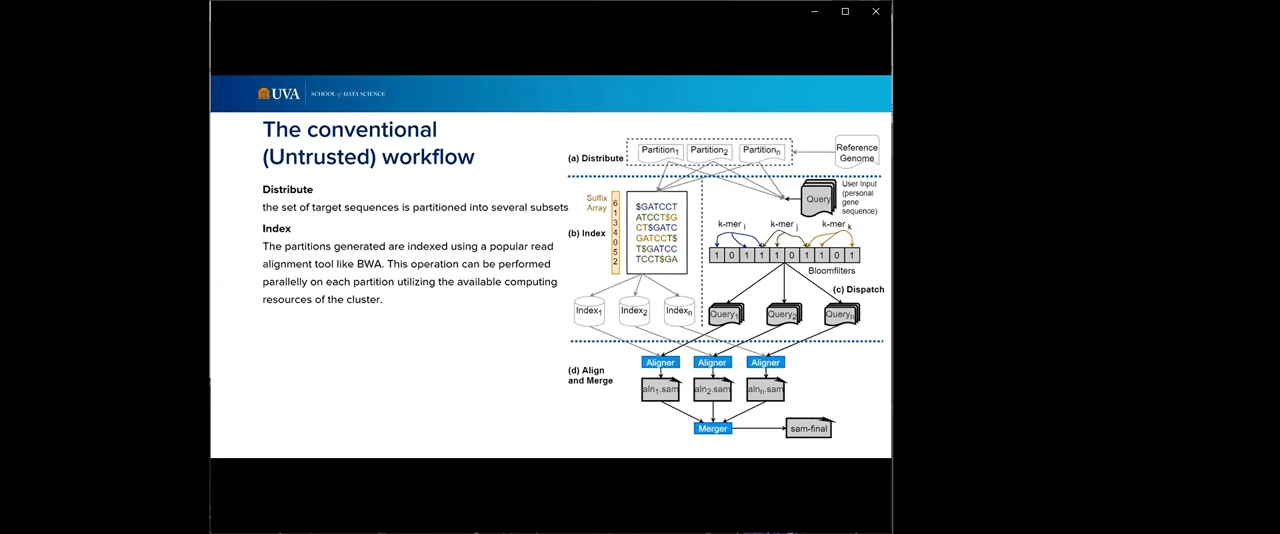 UVA SCHOOL of DATA SCIENCE
The conventional
(Untrusted) workflow
Distribute
the set of target sequences is partitioned into several subsets
Index
The partitions generated are indexed using a popular read
alignment tool like BWA. This operation can be performed
parallelly on each partition utilizing the available computing
resources of the cluster.
(a) Distribute
Partition1 Partition2 Partitionn
Reference
Genome
Query
User Input
(personal
gene
sequence)
Suffix
Array
6
1
3
4
0
5
2
(b) Index
$GATCCT
ATCCT$G
CT$GATC
GATCCT$
T$GATCC
TCCT$GA
k-mer i k-mer j k-mer k
1 0 1 1 1 0 1 1 0 1
Bloomfilters
(c) Dispatch
Index1 Index2 Indexn
Query1 Query2 Queryn
(d) Align
and Merge
Aligner Aligner Aligner
aln1.sam aln2.sam alnn.sam
Merger
sam-final